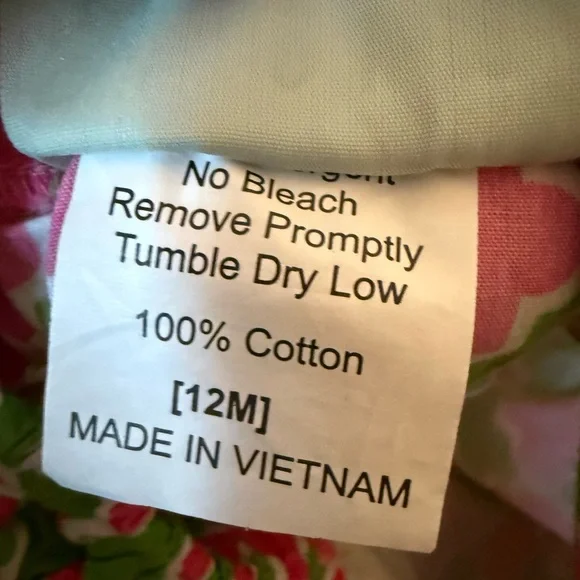 No Bleach
Remove Promptly
Tumble Dry Low
100% Cotton
[12M]
MADE IN VIETNAM